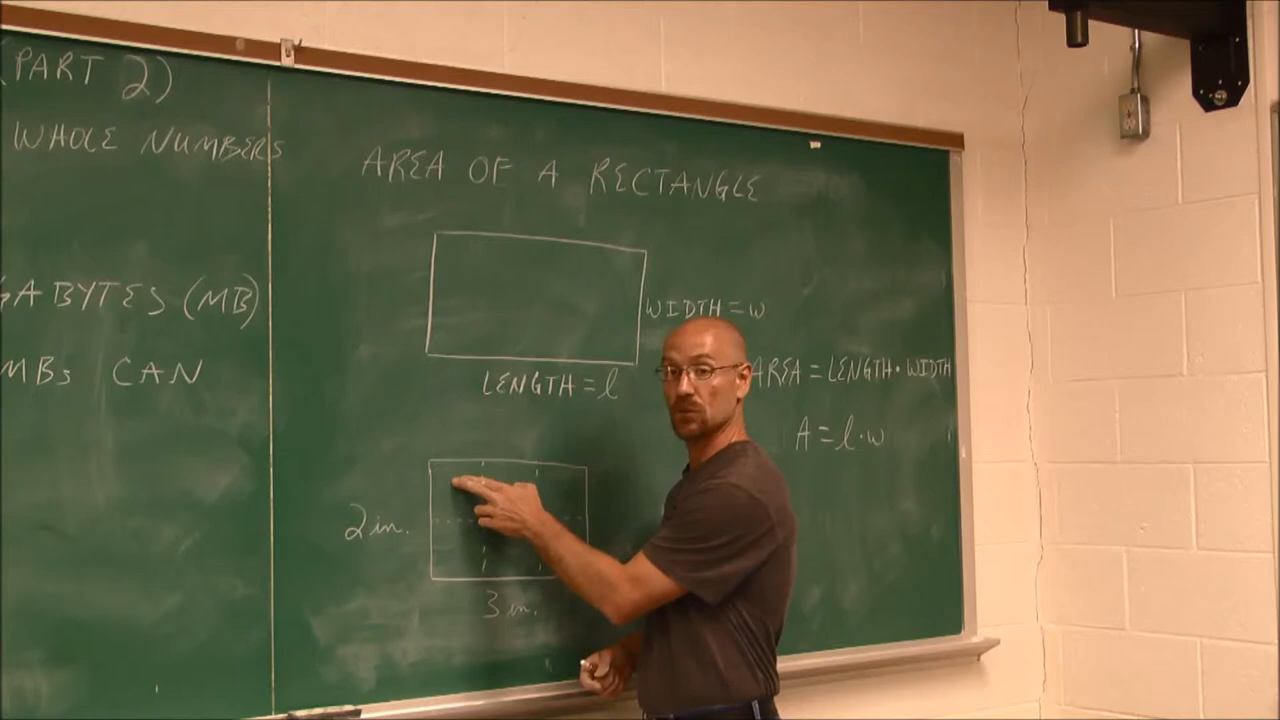 (PART 2)
WHOLE NUMBERS
GABYTES (MB)
MBs CAN
AREA OF A RECTANGLE
WIDTH = w
LENGTH = l
AREA = LENGTH · WIDTH
A = l · w
2 in.
3 in.